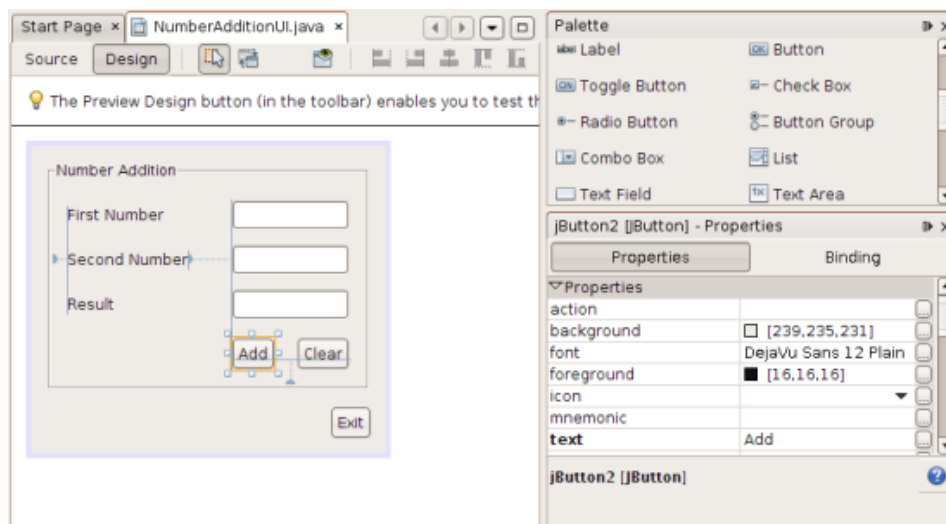 Start Page × NumberAdditionUI.java ×
Source Design
The Preview Design button (in the toolbar) enables you to test th
Number Addition
First Number
Second Number
Result
Add Clear
Exit
Palette
Label Button
Toggle Button Check Box
Radio Button Button Group
Combo Box List
Text Field Text Area
jButton2 [JButton] - Properties
Properties Binding
Properties
action
background [239,235,231]
font DejaVu Sans 12 Plain
foreground [16,16,16]
icon
mnemonic
text Add
jButton2 [JButton]